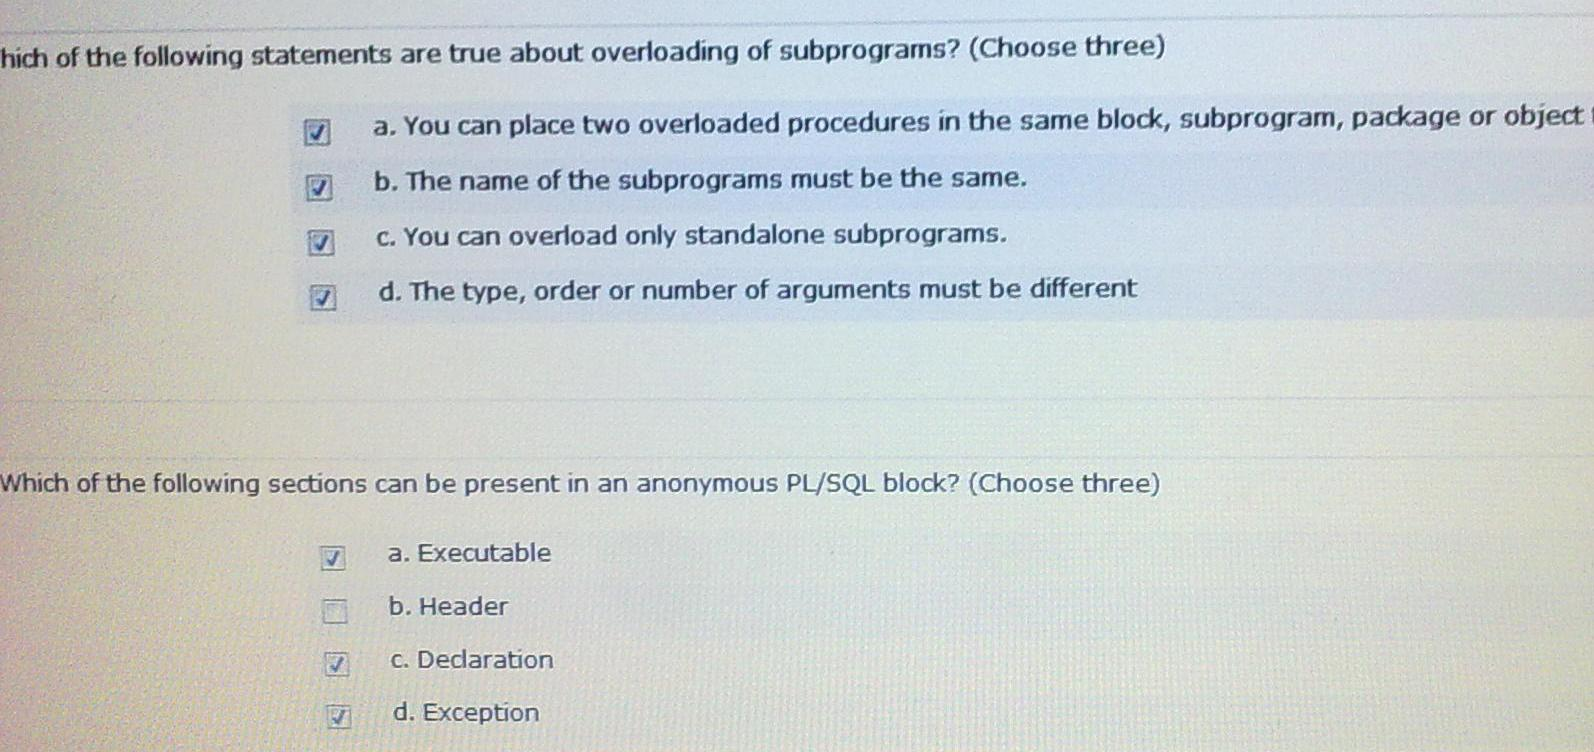 hich of the following statements are true about overloading of subprograms? (Choose three)
a. You can place two overloaded procedures in the same block, subprogram, package or object
b. The name of the subprograms must be the same.
c. You can overload only standalone subprograms.
d. The type, order or number of arguments must be different
Which of the following sections can be present in an anonymous PL/SQL block? (Choose three)
a. Executable
b. Header
c. Declaration
d. Exception